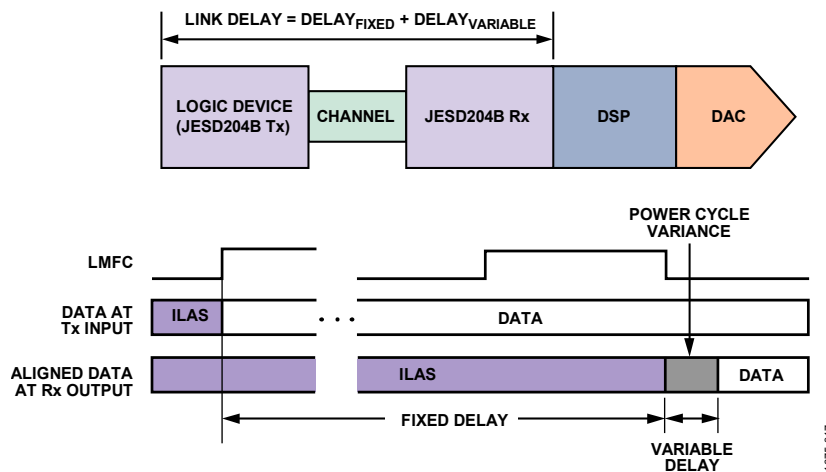 LINK DELAY = DELAYFIXED + DELAYVARIABLE
LOGIC DEVICE
(JESD204B Tx)
CHANNEL
JESD204B Rx
DSP
DAC
POWER CYCLE
VARIANCE
LMFC
DATA AT
Tx INPUT
ILAS
DATA
ALIGNED DATA
AT Rx OUTPUT
ILAS
DATA
FIXED DELAY
VARIABLE
DELAY